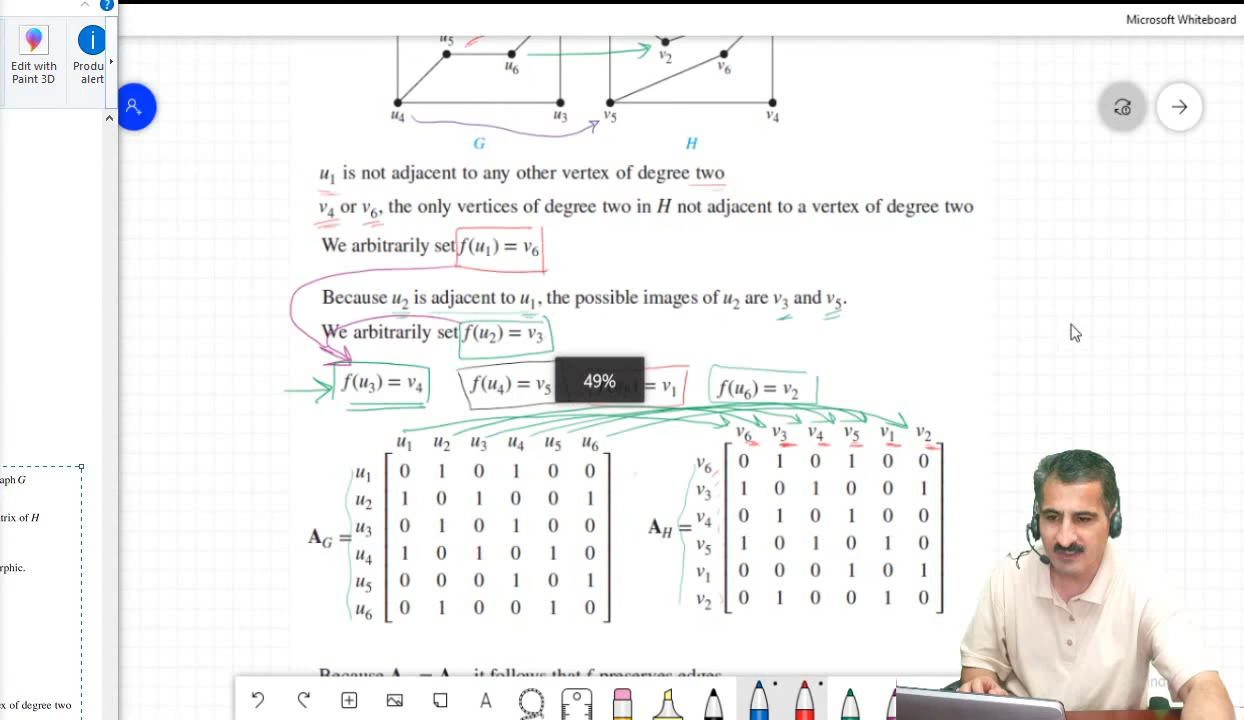 Microsoft Whiteboard
Edit with
Paint 3D
Produ
alert
u5
u6
v2
v6
u4
u3
v5
v4
G
H
u1 is not adjacent to any other vertex of degree two
v4 or v6, the only vertices of degree two in H not adjacent to a vertex of degree two
We arbitrarily set f(u1) = v6
Because u2 is adjacent to u1, the possible images of u2 are v3 and v5.
We arbitrarily set f(u2) = v3
f(u3) = v4 f(u4) = v5 = v1 f(u6) = v2
49%
u1 u2 u3 u4 u5 u6
u1 0 1 0 1 0 0
u2 1 0 1 0 0 1
u3 0 1 0 1 0 0
AG =
u4 1 0 1 0 1 0
u5 0 0 0 1 0 1
u6 0 1 0 0 1 0
v6 v3 v4 v5 v1 v2
v6 0 1 0 1 0 0
v3 1 0 1 0 0 1
v4 0 1 0 1 0 0
AH =
v5 1 0 1 0 1 0
v1 0 0 0 1 0 1
v2 0 1 0 0 1 0
it follows that f preserves edges
aph G
trix of H
rphic.
x of degree two